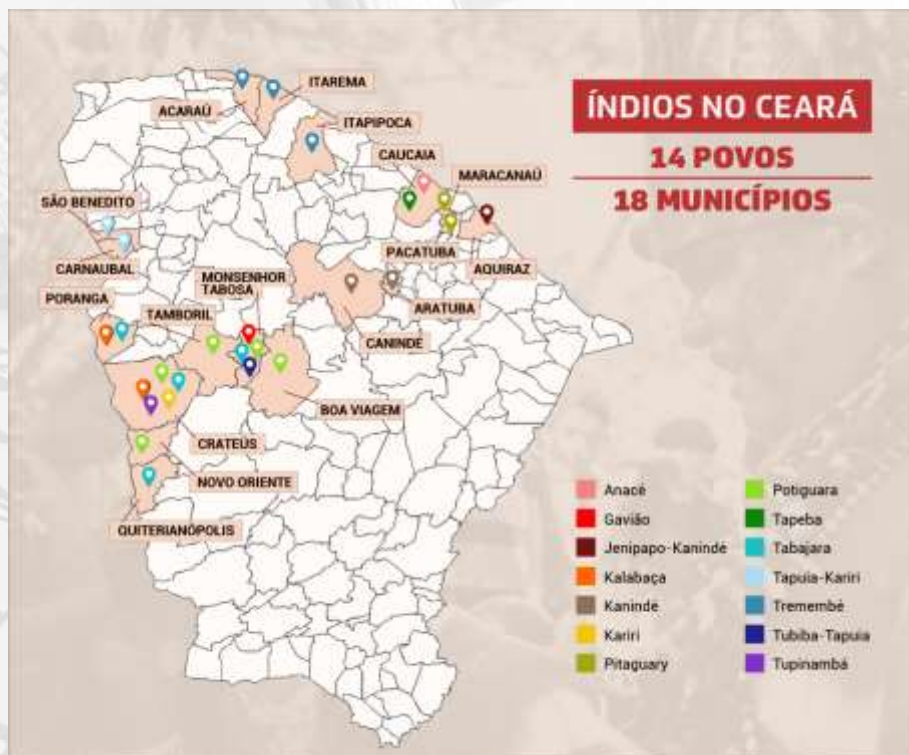 ÍNDIOS NO CEARÁ
14 POVOS
18 MUNICÍPIOS
ITAREMA
ACARAÚ
ITAPIPOCA
CAUCAIA
MARACANAÚ
SÃO BENEDITO
CARNAUBAL
MONSENHOR
TABOSA
PACATUBA
AQUIRAZ
PORANGA
TAMBORIL
ARATUBA
CANINDÉ
BOA VIAGEM
CRATEÚS
NOVO ORIENTE
QUITERIANÓPOLIS
Anacé
Gavião
Jenipapo-Kanindé
Kalabaça
Kanindé
Kariri
Pitaguary
Potiguara
Tapeba
Tabajara
Tapuia-Kariri
Tremembé
Tubiba-Tapuia
Tupinambá